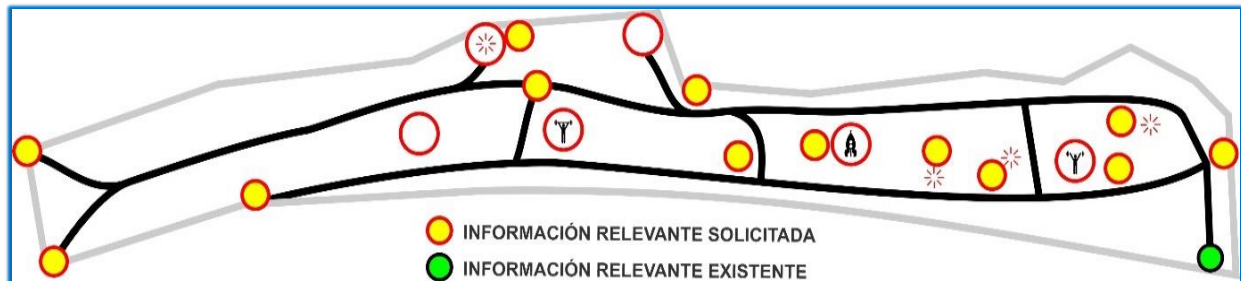 INFORMACIÓN RELEVANTE SOLICITADA
INFORMACIÓN RELEVANTE EXISTENTE